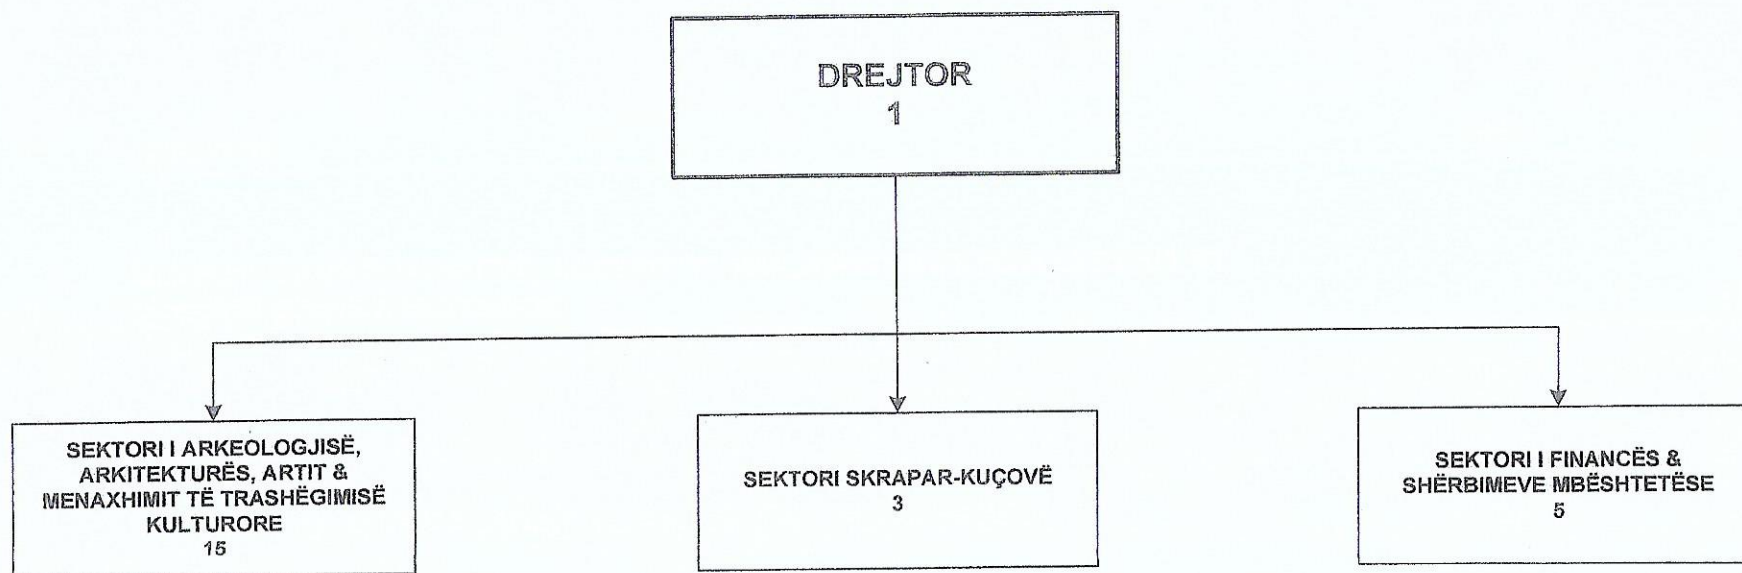 DREJTOR
1
SEKTORI I ARKEOLOGJISË,
ARKITEKTURËS, ARTIT &
MENAXHIMIT TË TRASHËGIMISË
KULTURORE
15
SEKTORI SKRAPAR-KUÇOVË
3
SEKTORI I FINANCËS &
SHËRBIMEVE MBËSHTETËSE
5